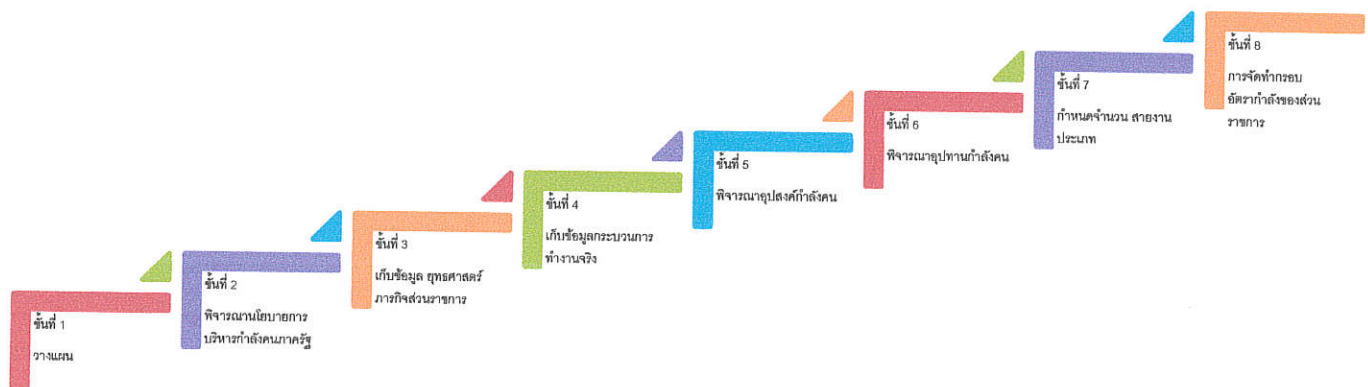 ขั้นที่ 1
วางแผน
ขั้นที่ 2
พิจารณานโยบายการ
บริหารกำลังคนภาครัฐ
ขั้นที่ 3
เก็บข้อมูล ยุทธศาสตร์
ภารกิจส่วนราชการ
ขั้นที่ 4
เก็บข้อมูลกระบวนการ
ทำงานจริง
ขั้นที่ 5
พิจารณาอุปสงค์กำลังคน
ขั้นที่ 6
พิจารณาอุปทานกำลังคน
ขั้นที่ 7
กำหนดจำนวน สายงาน
ประเภท
ขั้นที่ 8
การจัดทำกรอบ
อัตรากำลังของส่วน
ราชการ